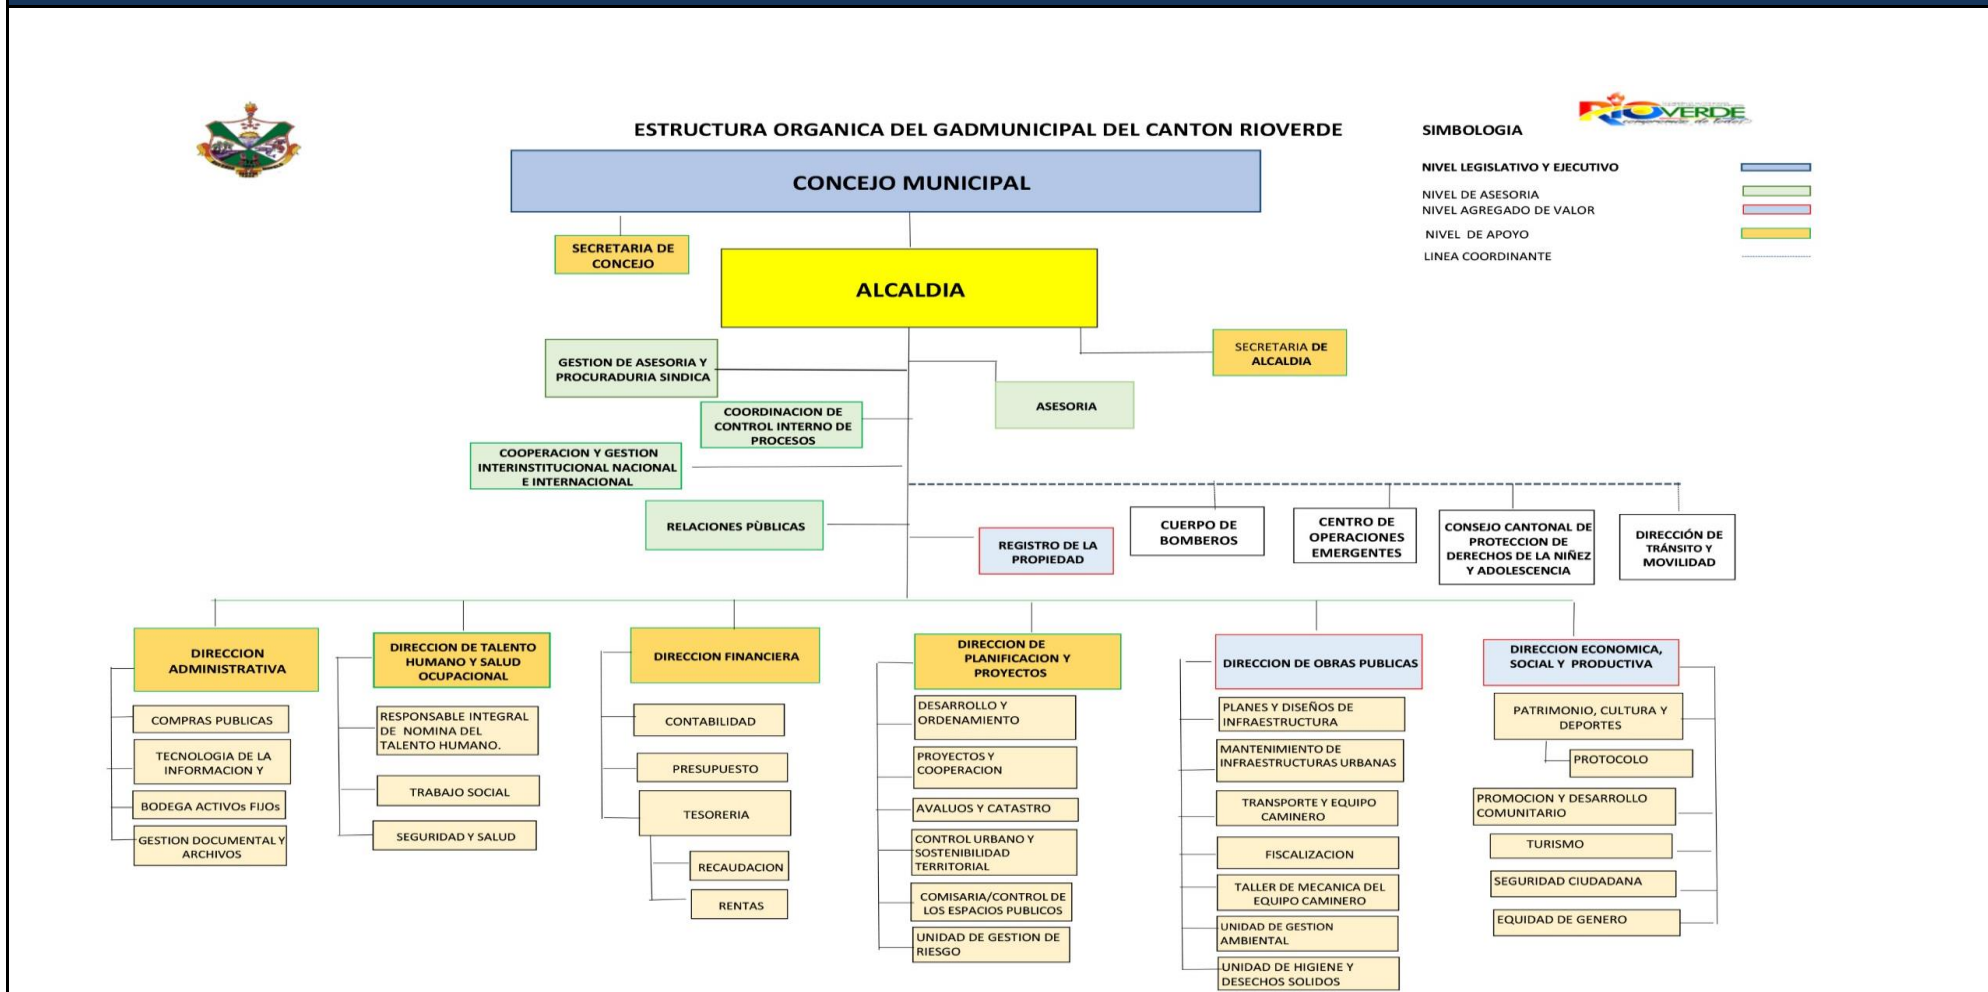 ESTRUCTURA ORGANICA DEL GADMUNICIPAL DEL CANTON RIOVERDE
RIOVERDE
SIMBOLOGIA
NIVEL LEGISLATIVO Y EJECUTIVO
NIVEL DE ASESORIA
NIVEL AGREGADO DE VALOR
NIVEL DE APOYO
LINEA COORDINANTE
CONCEJO MUNICIPAL
SECRETARIA DE
CONCEJO
ALCALDIA
SECRETARIA DE
ALCALDIA
GESTION DE ASESORIA Y
PROCURADURIA SINDICA
ASESORIA
COORDINACION DE
CONTROL INTERNO DE
PROCESOS
COOPERACION Y GESTION
INTERINSTITUCIONAL NACIONAL
E INTERNACIONAL
RELACIONES PÙBLICAS
REGISTRO DE LA
PROPIEDAD
CUERPO DE
BOMBEROS
CENTRO DE
OPERACIONES
EMERGENTES
CONSEJO CANTONAL DE
PROTECCION DE
DERECHOS DE LA NIÑEZ
Y ADOLESCENCIA
DIRECCIÓN DE
TRÁNSITO Y
MOVILIDAD
DIRECCION
ADMINISTRATIVA
COMPRAS PUBLICAS
TECNOLOGIA DE LA
INFORMACION Y
BODEGA ACTIVOs FIJOs
GESTION DOCUMENTAL Y
ARCHIVOS
DIRECCION DE TALENTO
HUMANO Y SALUD
OCUPACIONAL
RESPONSABLE INTEGRAL
DE NOMINA DEL
TALENTO HUMANO.
TRABAJO SOCIAL
SEGURIDAD Y SALUD
DIRECCION FINANCIERA
CONTABILIDAD
PRESUPUESTO
TESORERIA
RECAUDACION
RENTAS
DIRECCION DE
PLANIFICACION Y
PROYECTOS
DESARROLLO Y
ORDENAMIENTO
PROYECTOS Y
COOPERACION
AVALUOS Y CATASTRO
CONTROL URBANO Y
SOSTENIBILIDAD
TERRITORIAL
COMISARIA/CONTROL DE
LOS ESPACIOS PUBLICOS
UNIDAD DE GESTION DE
RIESGO
DIRECCION DE OBRAS PUBLICAS
PLANES Y DISEÑOS DE
INFRAESTRUCTURA
MANTENIMIENTO DE
INFRAESTRUCTURAS URBANAS
TRANSPORTE Y EQUIPO
CAMINERO
FISCALIZACION
TALLER DE MECANICA DEL
EQUIPO CAMINERO
UNIDAD DE GESTION
AMBIENTAL
UNIDAD DE HIGIENE Y
DESECHOS SOLIDOS
DIRECCION ECONOMICA,
SOCIAL Y PRODUCTIVA
PATRIMONIO, CULTURA Y
DEPORTES
PROTOCOLO
PROMOCION Y DESARROLLO
COMUNITARIO
TURISMO
SEGURIDAD CIUDADANA
EQUIDAD DE GENERO